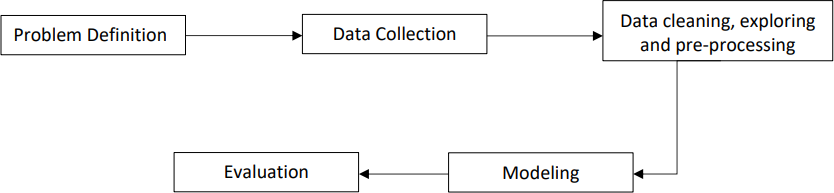 Problem Definition
Data Collection
Data cleaning, exploring
and pre-processing
Evaluation
Modeling